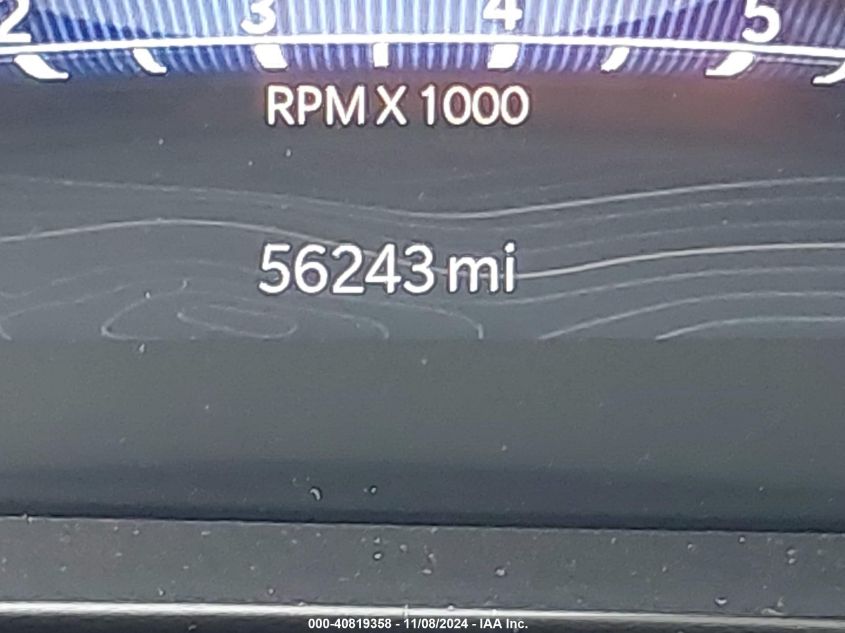 2 3 4 5
RPM X 1000
56243 mi
000-40819358 - 11/08/2024 - IAA Inc.